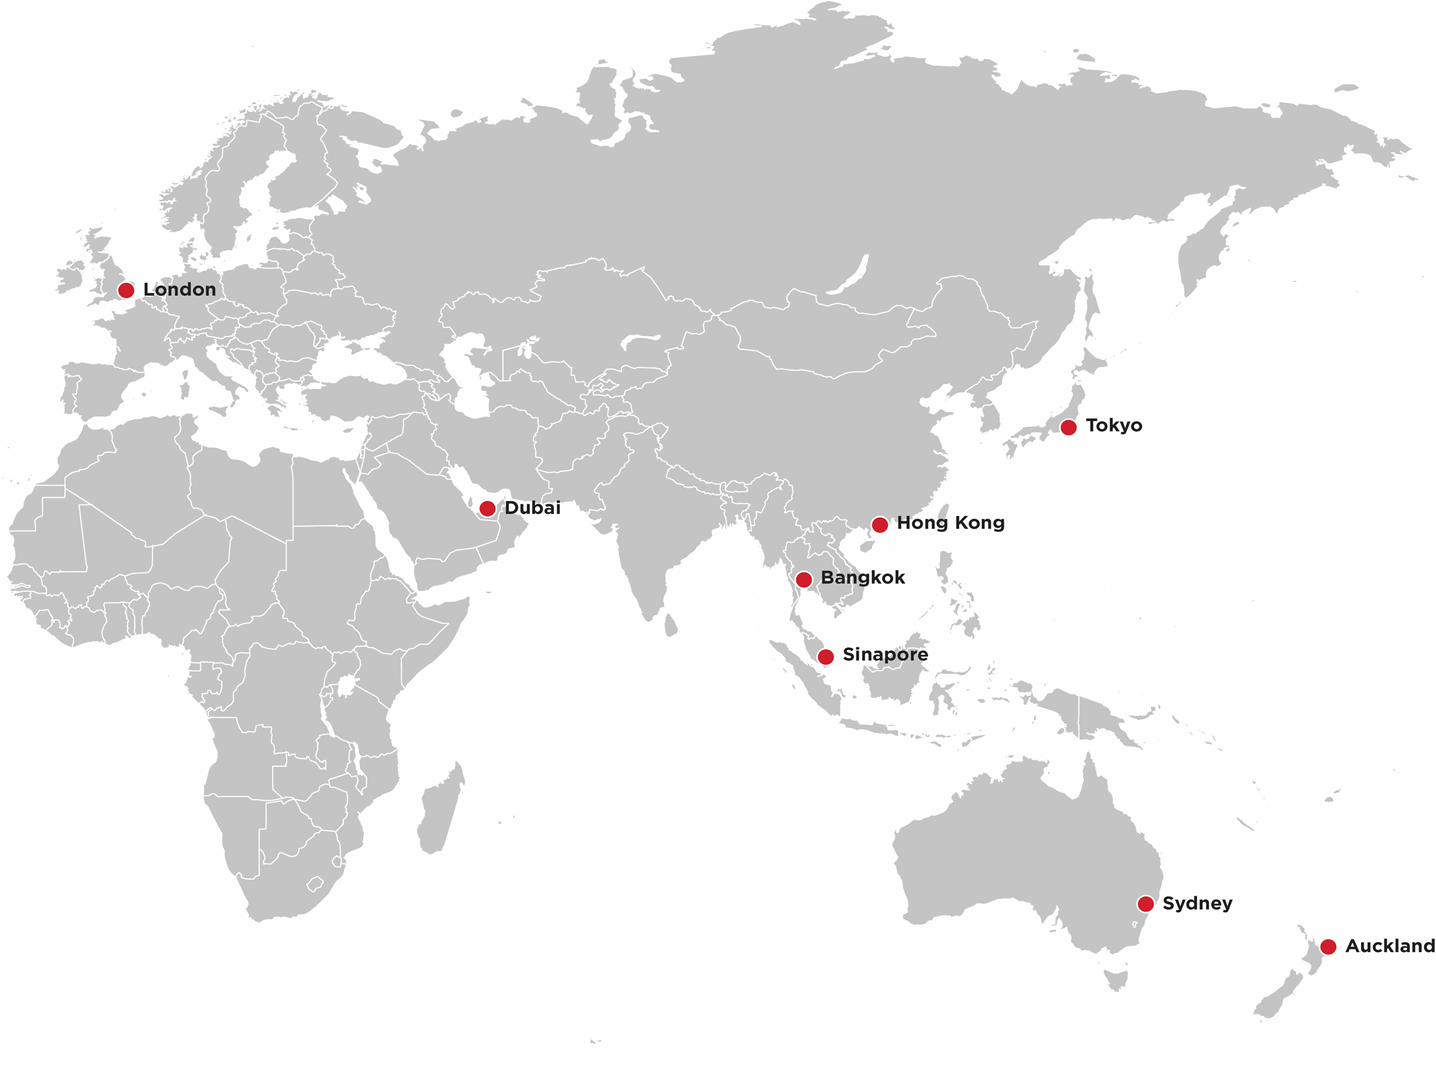 London
Tokyo
Dubai
Hong Kong
Bangkok
Sinapore
Sydney
Auckland